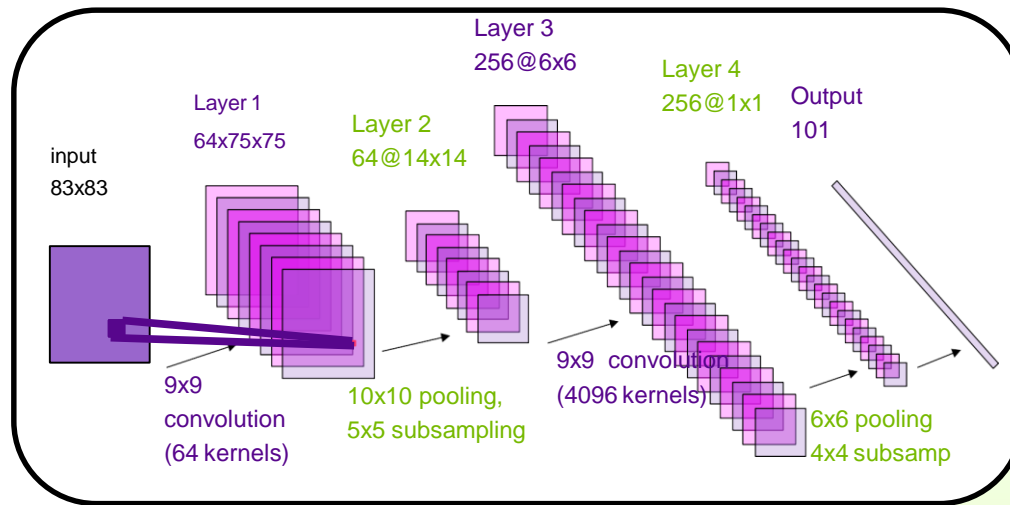 input
83x83
Layer 1
64x75x75
Layer 2
64@14x14
Layer 3
256@6x6
Layer 4
256@1x1
Output
101
9x9
convolution
(64 kernels)
10x10 pooling,
5x5 subsampling
9x9 convolution
(4096 kernels)
6x6 pooling
4x4 subsamp